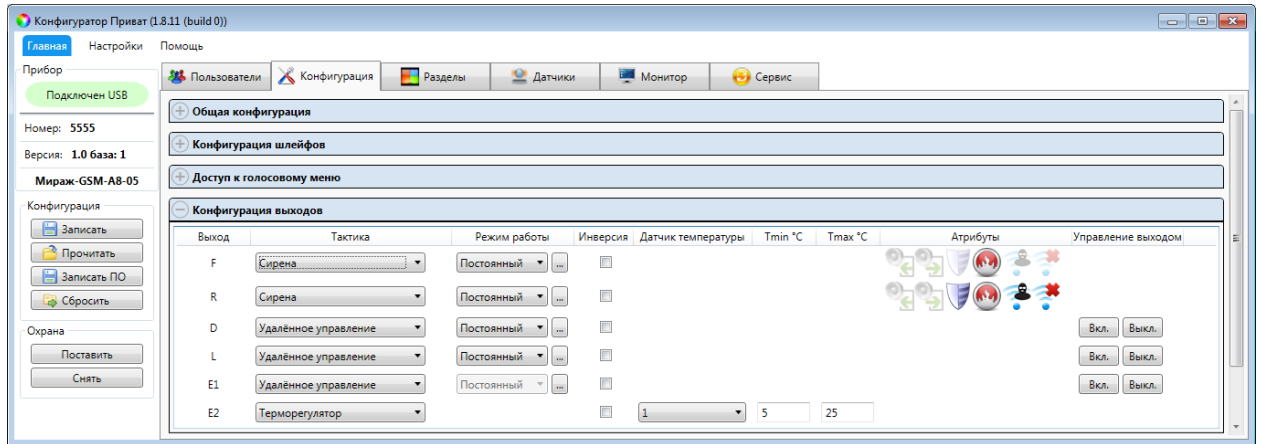 Конфигуратор Приват (1.8.11 (build 0))
Главная Настройки Помощь
Прибор
Подключен USB
Номер: 5555
Версия: 1.0 база: 1
Мираж-GSM-A8-05
Конфигурация
Записать
Прочитать
Записать ПО
Сбросить
Охрана
Поставить
Снять
Пользователи Конфигурация Разделы Датчики Монитор Сервис
Общая конфигурация
Конфигурация шлейфов
Доступ к голосовому меню
Конфигурация выходов
Выход Тактика Режим работы Инверсия Датчик температуры Tmin °C Tmax °C Атрибуты Управление выходом
F Сирена Постоянный ...
R Сирена Постоянный ...
D Удалённое управление Постоянный ... Вкл. Выкл.
L Удалённое управление Постоянный ... Вкл. Выкл.
E1 Удалённое управление Постоянный ... Вкл. Выкл.
E2 Терморегулятор 1 5 25